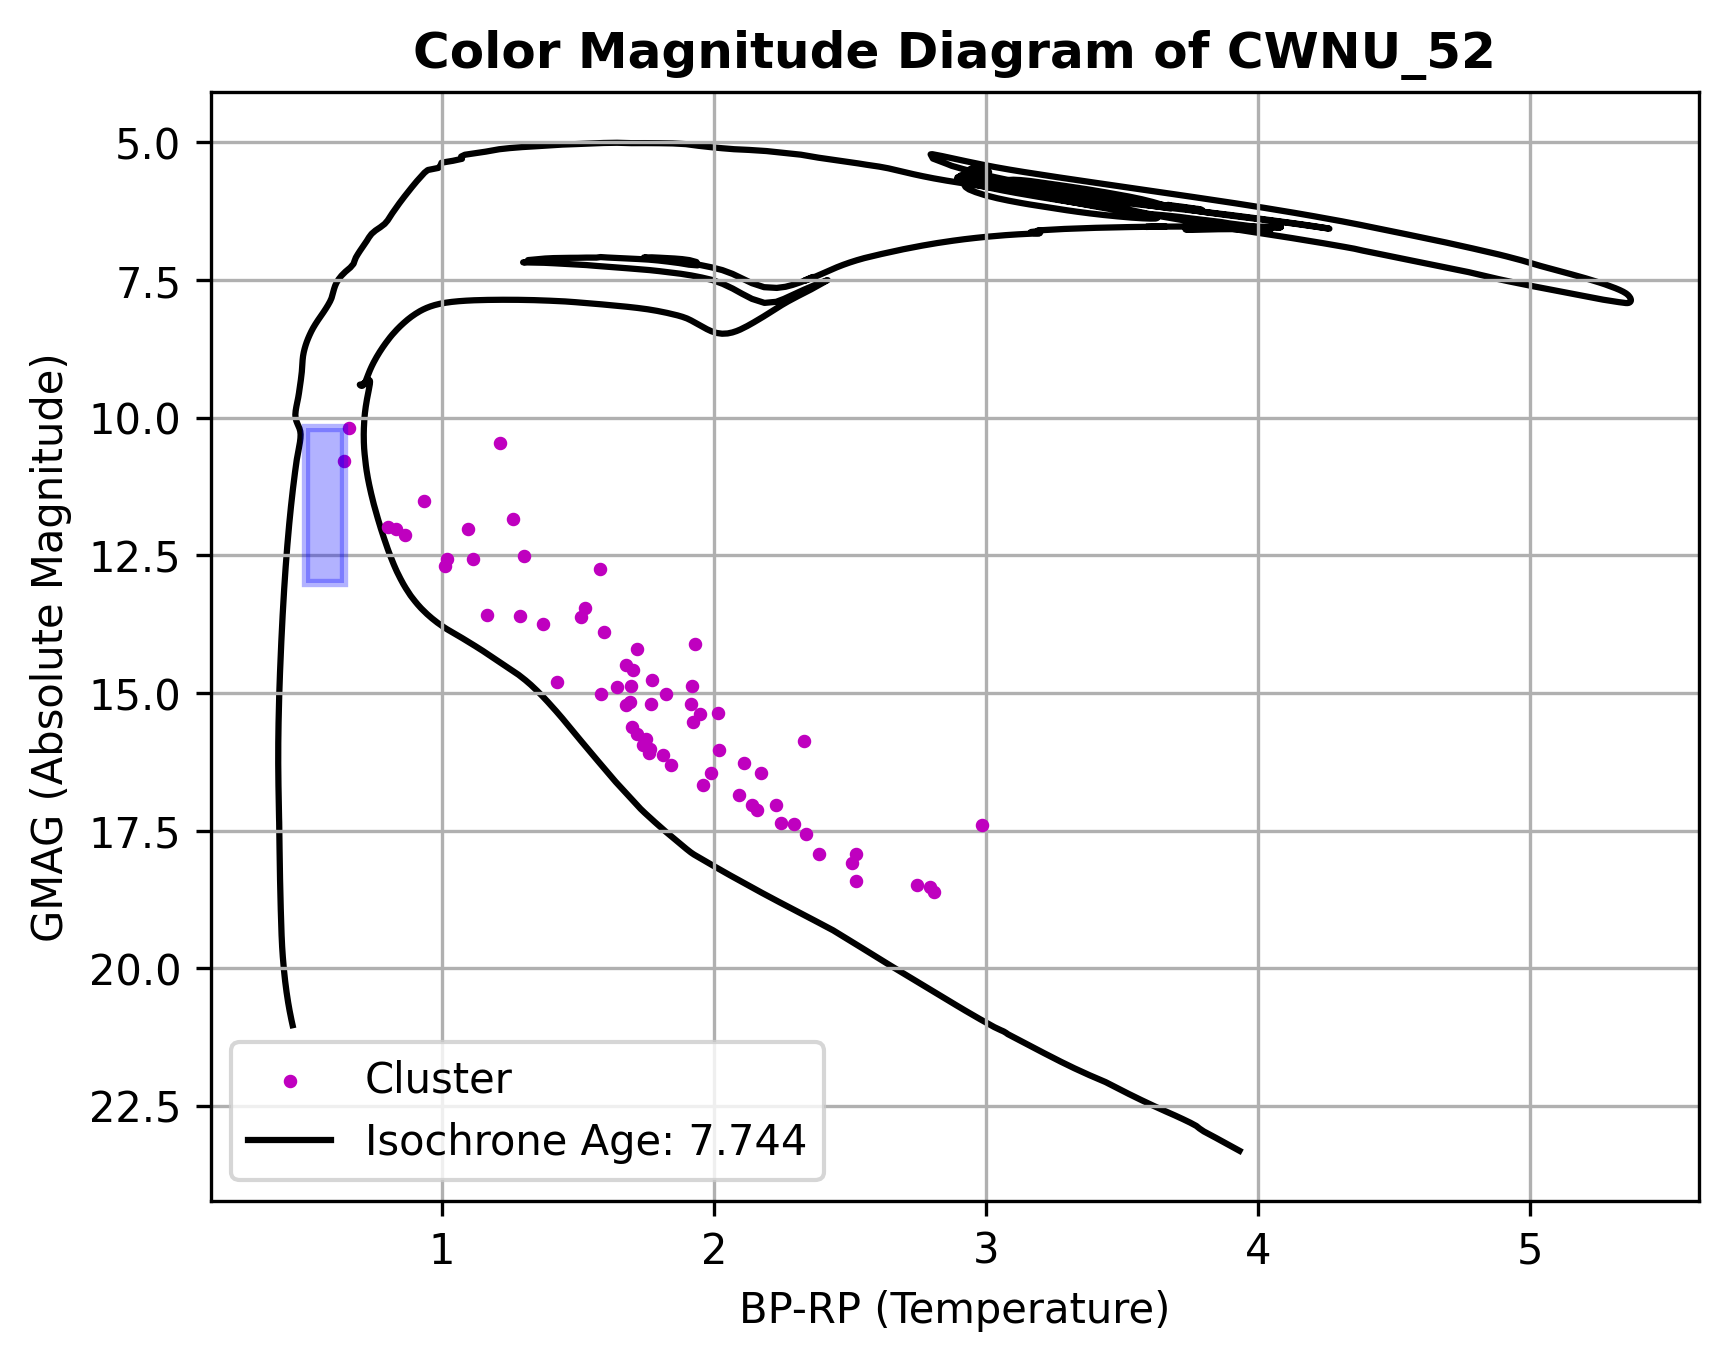 Color Magnitude Diagram of CWNU_52
GMAG (Absolute Magnitude)
5.0
7.5
10.0
12.5
15.0
17.5
20.0
22.5
Cluster
Isochrone Age: 7.744
1 2 3 4 5
BP-RP (Temperature)